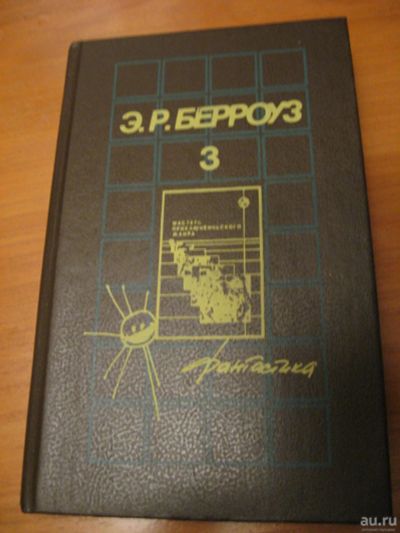 Э.Р. БЕРРОУЗ
3
МАСТЕРА
ПРИКЛЮЧЕНЧЕСКОГО
ЖАНРА
фантастика
au.ru